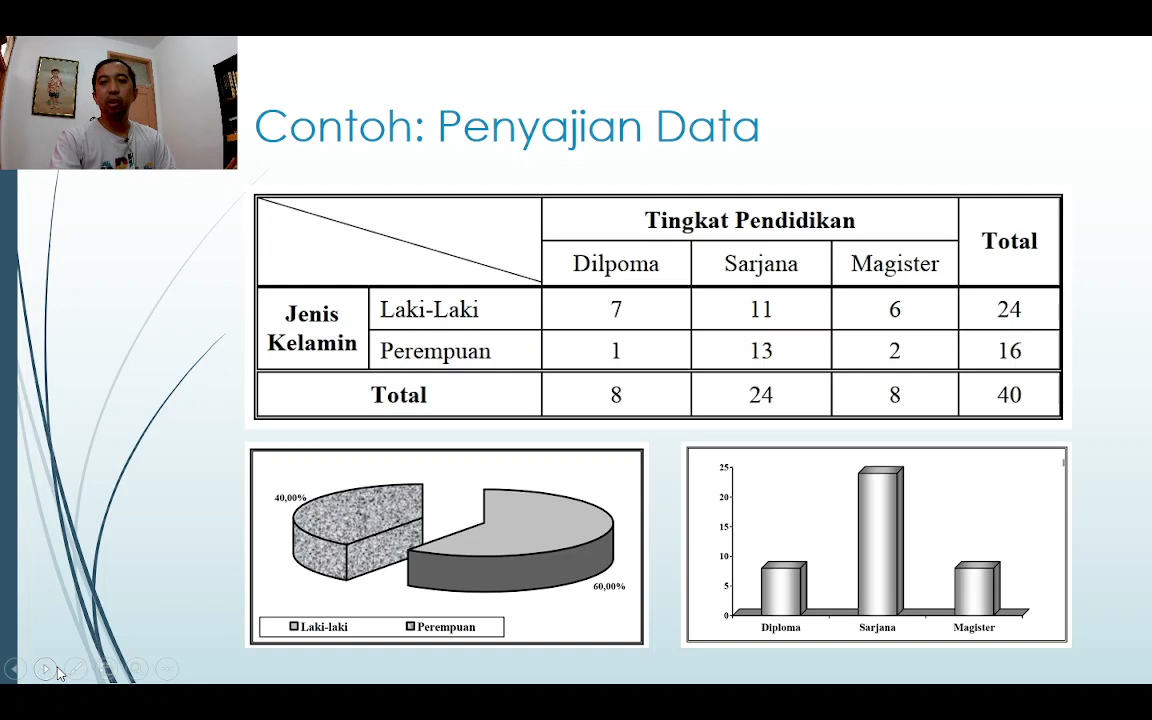 Contoh: Penyajian Data
Tingkat Pendidikan
Total
Dilpoma Sarjana Magister
Jenis Kelamin
Laki-Laki 7 11 6 24
Perempuan 1 13 2 16
Total 8 24 8 40
40,00%
60,00%
Laki-laki Perempuan
25
20
15
10
5
0
Diploma Sarjana Magister